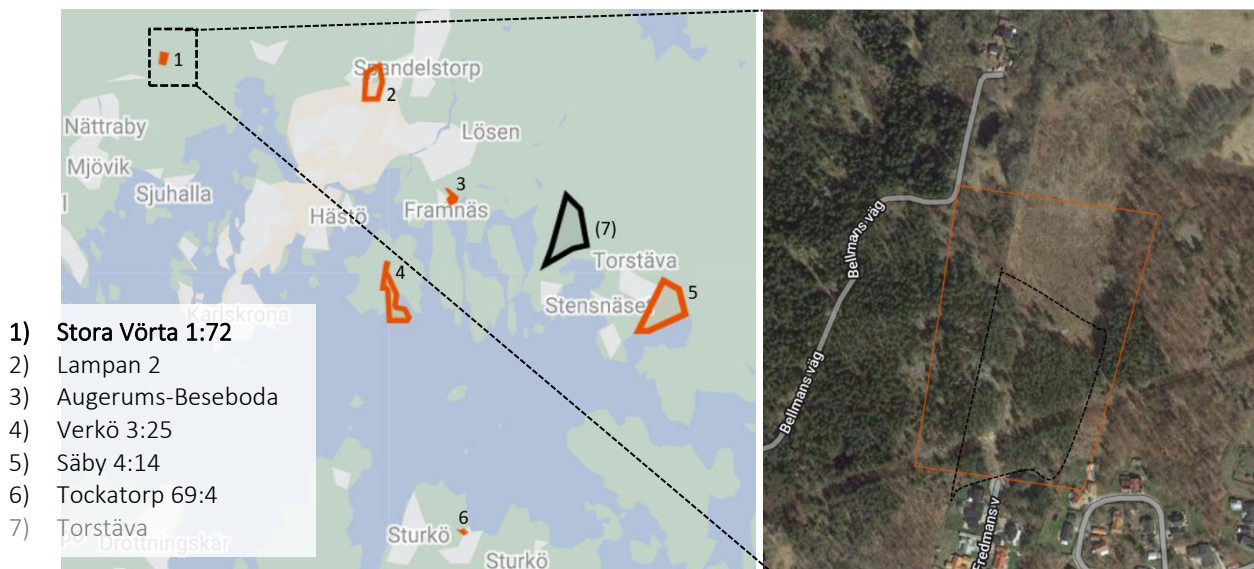 1
Spandelstorp
2
Nättraby
Lösen
Mjövik
Sjuhalla
3
Hästö
Framnäs
(7)
4
Torstäva
5
Stensnäset
Karlskrona
1) Stora Vörta 1:72
2) Lampan 2
3) Augerums-Beseboda
4) Verkö 3:25
5) Säby 4:14
6) Tockatorp 69:4
7) Torstäva
Drottningskär
6
Sturkö
Sturkö
Bellmans väg
Bellmans väg
Fredmans v